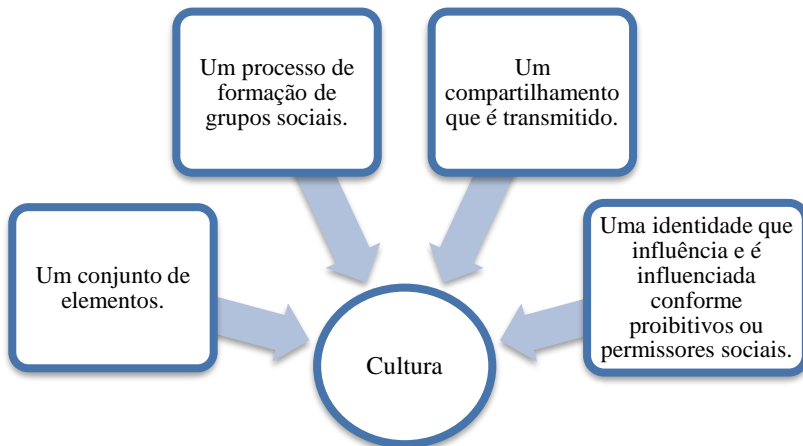 Um processo de
formação de
grupos sociais.
Um
compartilhamento
que é transmitido.
Um conjunto de
elementos.
Uma identidade que
influência e é
influenciada
conforme
proibitivos ou
permissores sociais.
Cultura